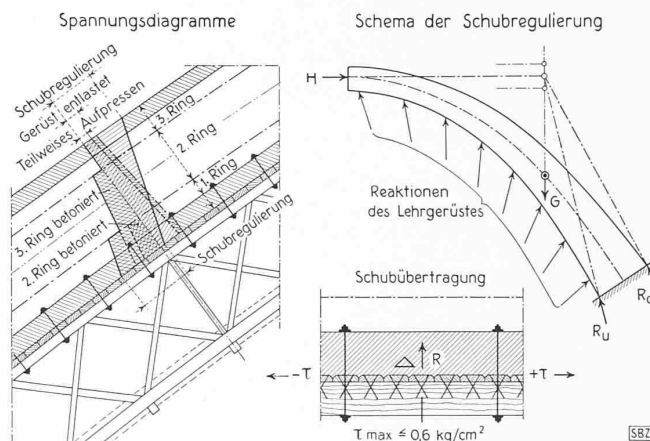 Spannungsdiagramme
Schubregulierung
Gerüst entlastet
Teilweises Aufpressen
3. Ring
2. Ring
1. Ring
3. Ring betoniert
2. Ring betoniert
Schubregulierung
Schema der Schubregulierung
H
G
Reaktionen
des Lehrgerüstes
Ro
Ru
Schubübertragung
R
-τ
+τ
τ max ≤ 0,6 kg/cm²
SBZ